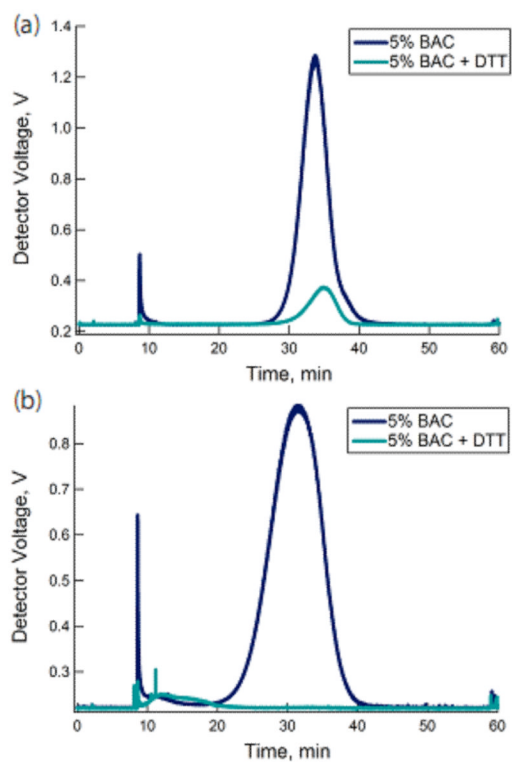 (a)
1.4
1.2
1.0
0.8
0.6
0.4
0.2
Detector Voltage, V
5% BAC
5% BAC + DTT
0 10 20 30 40 50 60
Time, min
(b)
0.8
0.7
0.6
0.5
0.4
0.3
Detector Voltage, V
5% BAC
5% BAC + DTT
0 10 20 30 40 50 60
Time, min